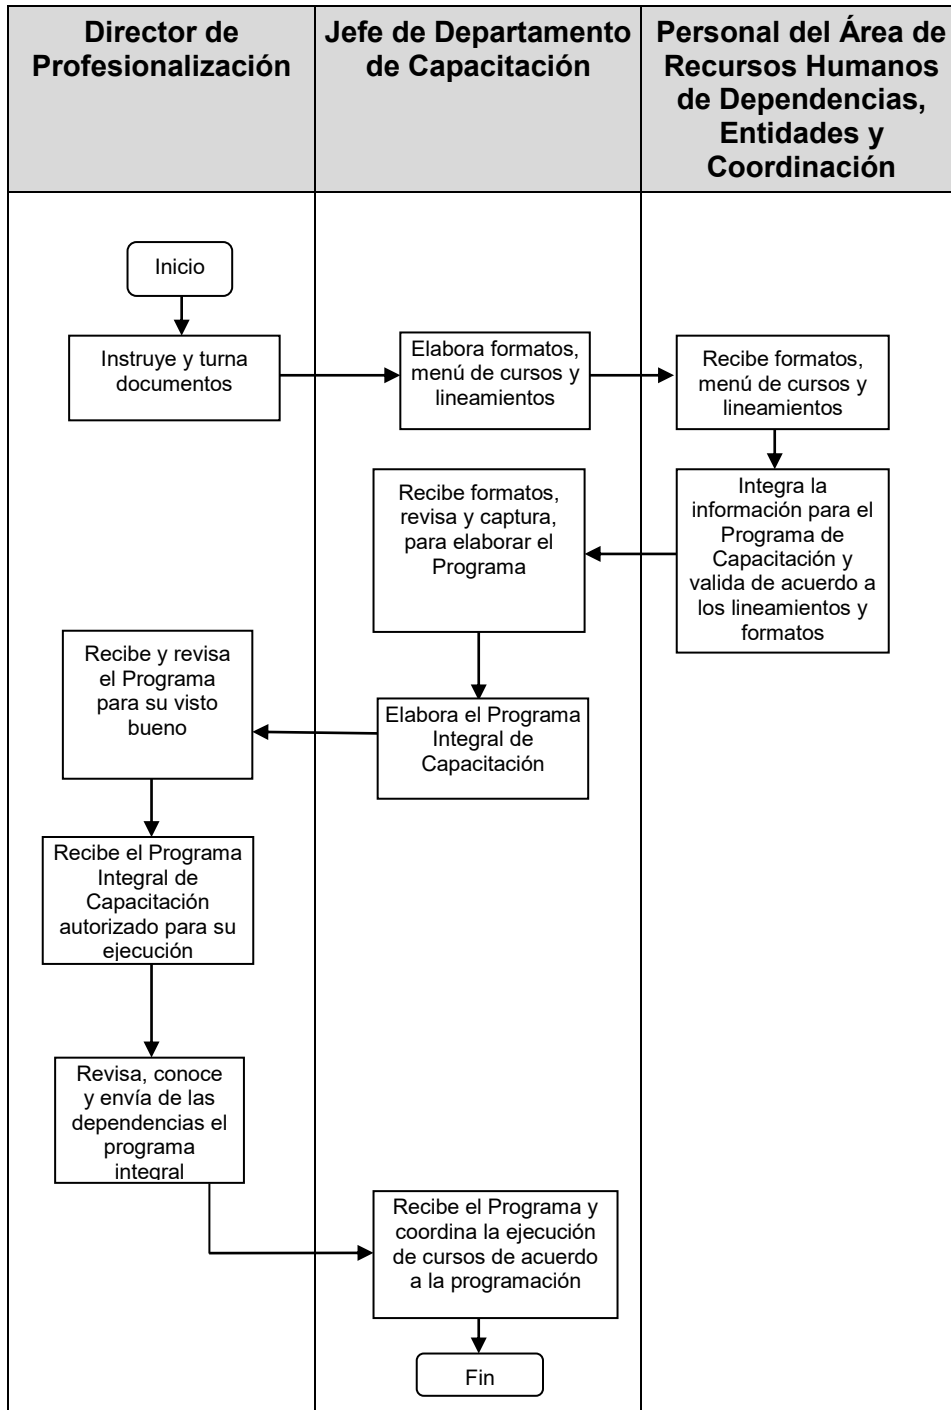 Director de
Profesionalización
Jefe de Departamento
de Capacitación
Personal del Área de
Recursos Humanos
de Dependencias,
Entidades y
Coordinación
Inicio
Instruye y turna
documentos
Elabora formatos,
menú de cursos y
lineamientos
Recibe formatos,
menú de cursos y
lineamientos
Integra la
información para el
Programa de
Capacitación y
valida de acuerdo a
los lineamientos y
formatos
Recibe formatos,
revisa y captura,
para elaborar el
Programa
Elabora el Programa
Integral de
Capacitación
Recibe y revisa
el Programa
para su visto
bueno
Recibe el Programa
Integral de
Capacitación
autorizado para su
ejecución
Revisa, conoce
y envía de las
dependencias el
programa
integral
Recibe el Programa y
coordina la ejecución
de cursos de acuerdo
a la programación
Fin